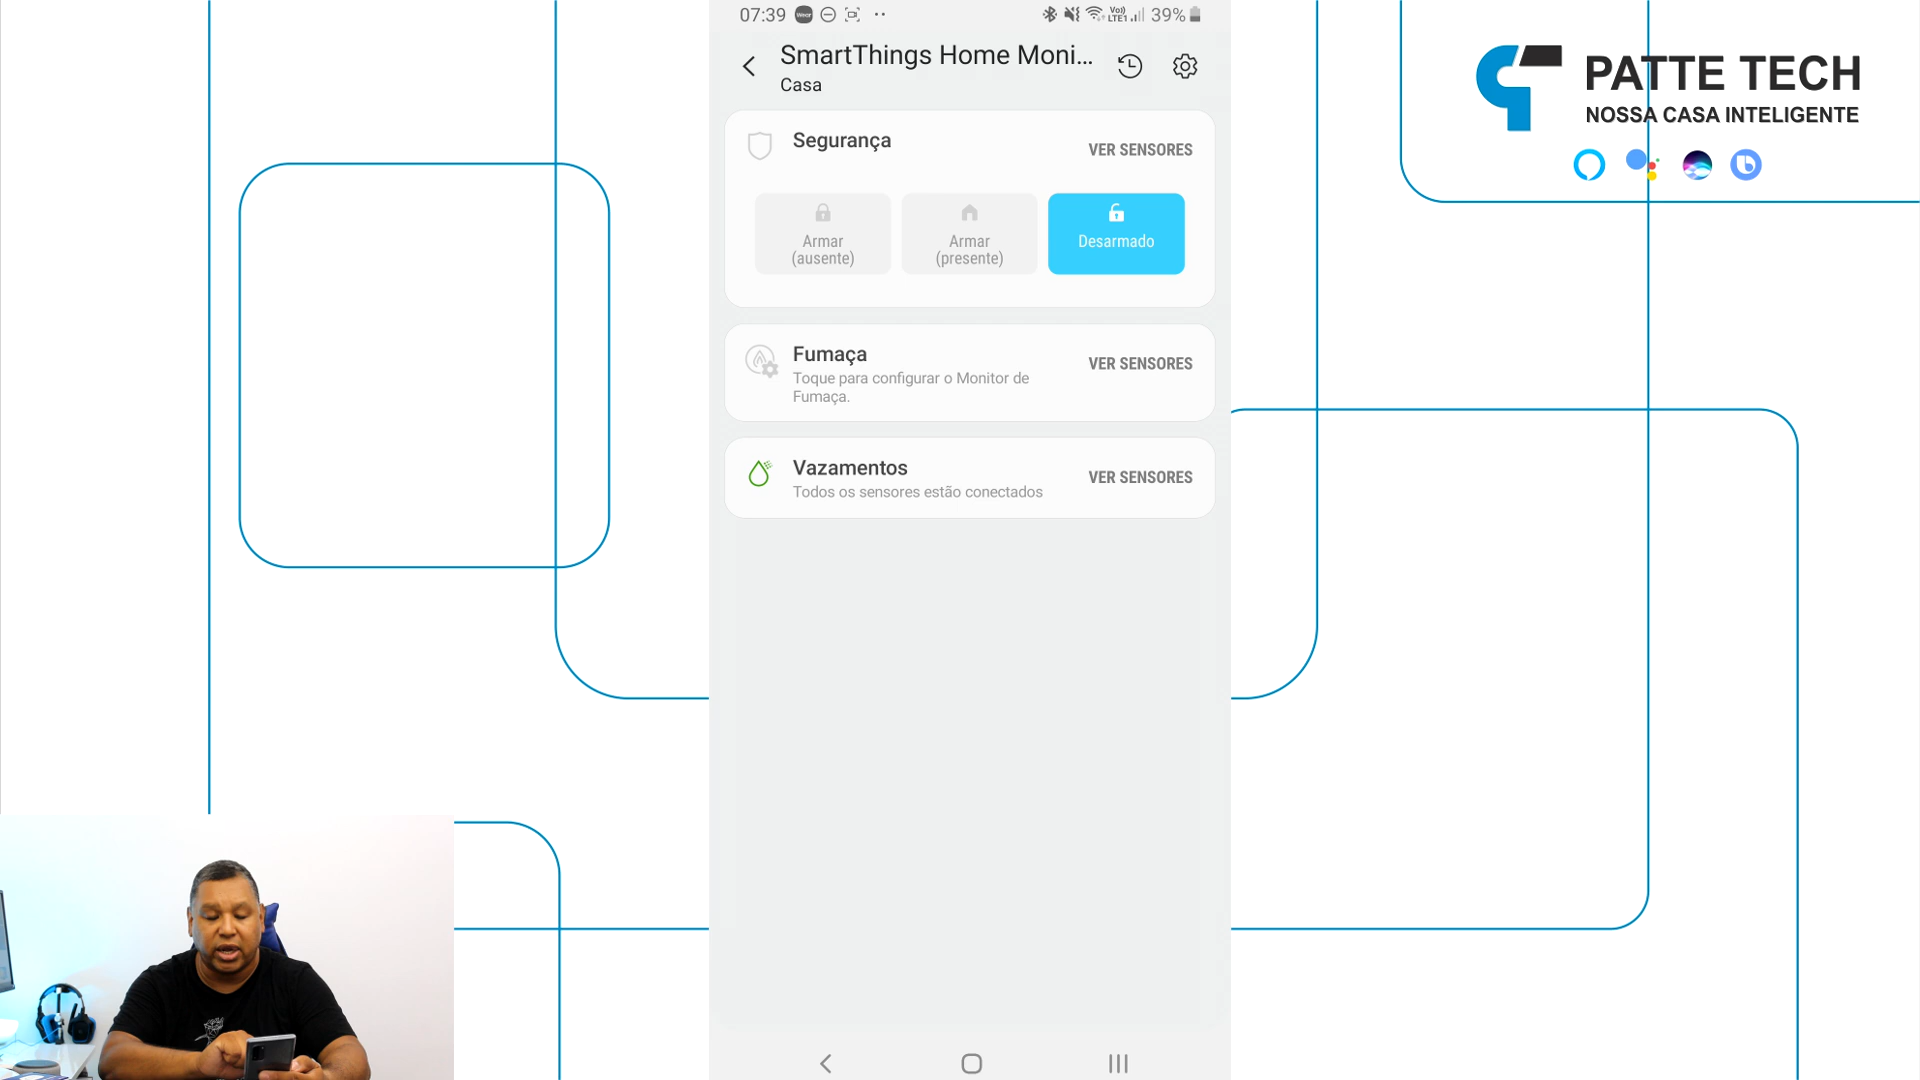 07:39
39%
SmartThings Home Moni...
Casa
Segurança
VER SENSORES
Armar
(ausente)
Armar
(presente)
Desarmado
Fumaça
VER SENSORES
Toque para configurar o Monitor de
Fumaça.
Vazamentos
VER SENSORES
Todos os sensores estão conectados
PATTE TECH
NOSSA CASA INTELIGENTE